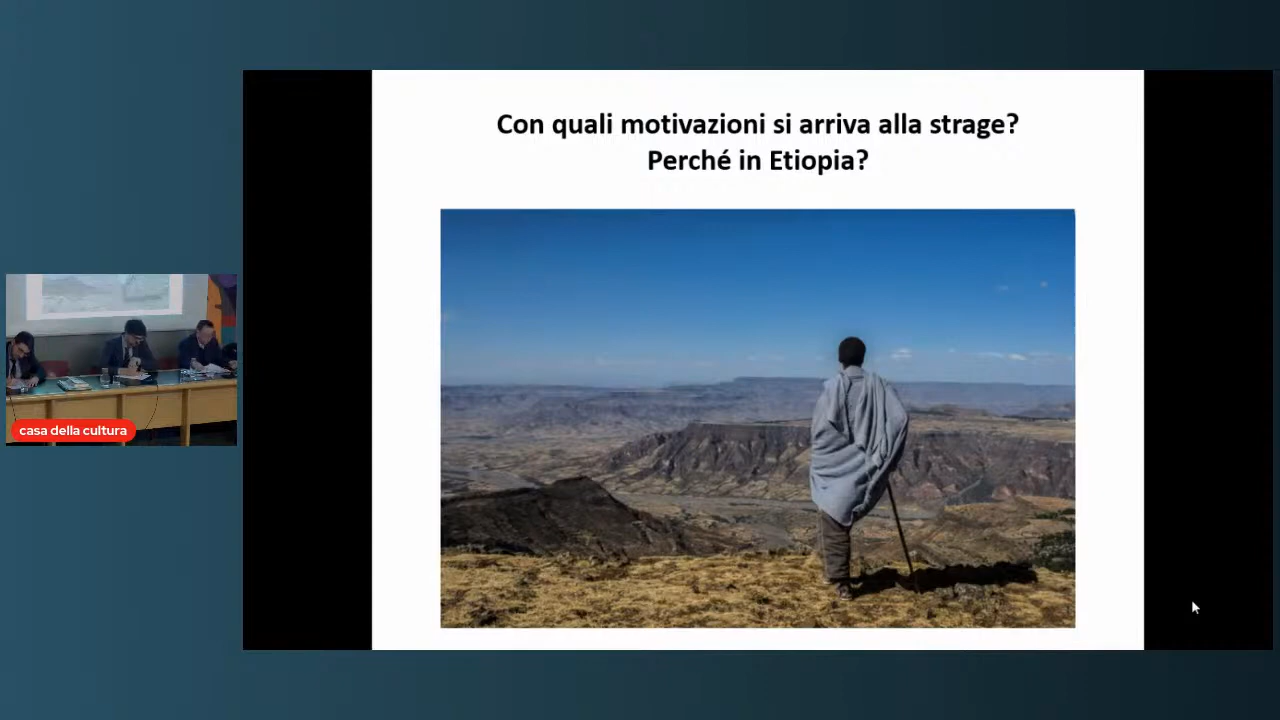 Con quali motivazioni si arriva alla strage?
Perché in Etiopia?
casa della cultura